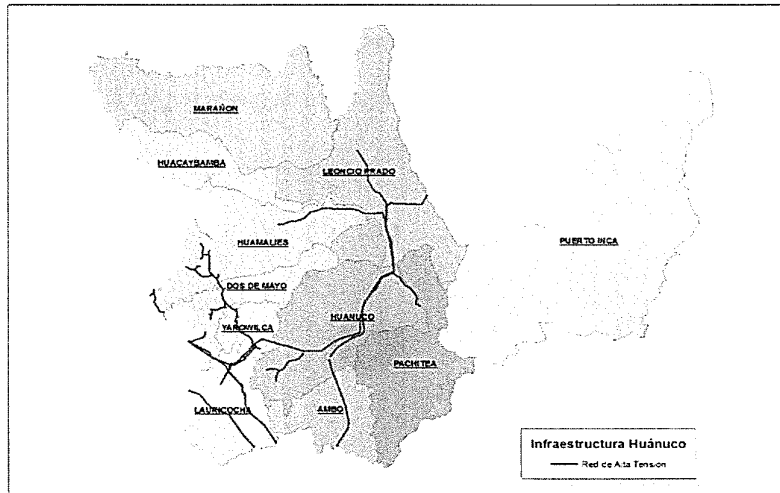 MARAÑON
HUACAYBAMBA
LEONCIO PRADO
HUAMALIES
PUERTO INCA
DOS DE MAYO
HUANUCO
YAROWILCA
PACHITEA
LAURICOCHA
AMBO
Infraestructura Huánuco
Red de Alta Tension